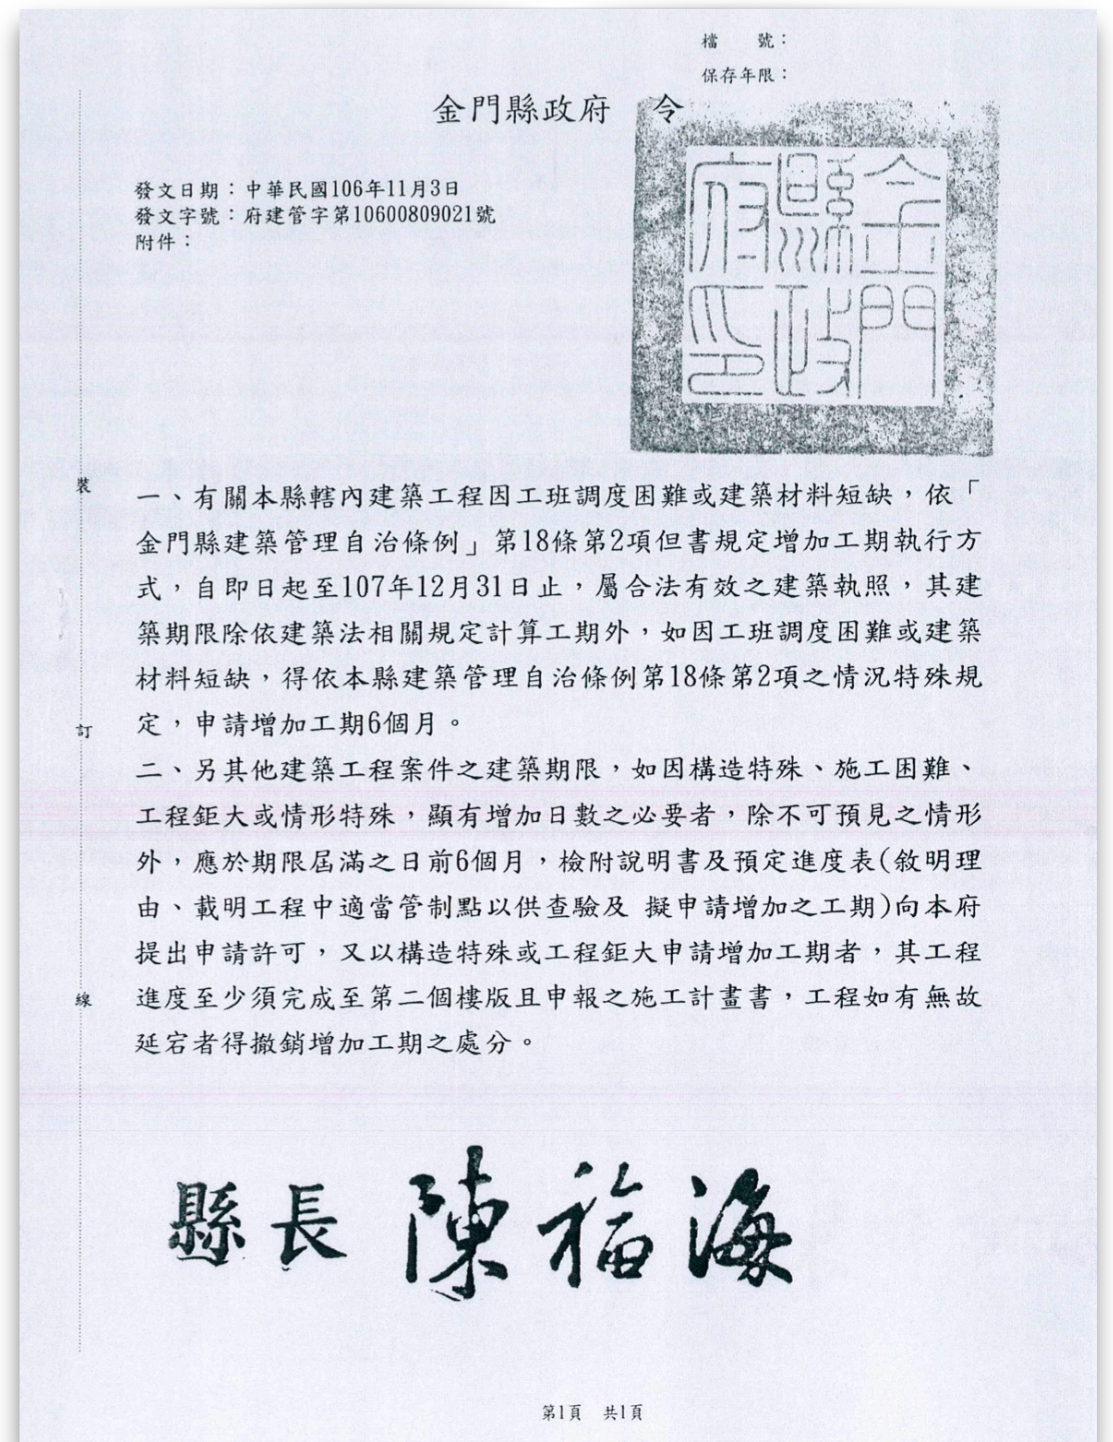 檔　　號：
保存年限：
金門縣政府　令
發文日期：中華民國106年11月3日
發文字號：府建管字第10600809021號
附件：
金門縣政府印
一、有關本縣轄內建築工程因工班調度困難或建築材料短缺，依「
金門縣建築管理自治條例」第18條第2項但書規定增加工期執行方
式，自即日起至107年12月31日止，屬合法有效之建築執照，其建
築期限除依建築法相關規定計算工期外，如因工班調度困難或建築
材料短缺，得依本縣建築管理自治條例第18條第2項之情況特殊規
定，申請增加工期6個月。
二、另其他建築工程案件之建築期限，如因構造特殊、施工困難、
工程鉅大或情形特殊，顯有增加日數之必要者，除不可預見之情形
外，應於期限屆滿之日前6個月，檢附說明書及預定進度表(敘明理
由、載明工程中適當管制點以供查驗及 擬申請增加之工期)向本府
提出申請許可，又以構造特殊或工程鉅大申請增加工期者，其工程
進度至少須完成至第二個樓版且申報之施工計畫書，工程如有無故
延宕者得撤銷增加工期之處分。
裝
訂
線
縣長 陳福海
第1頁　共1頁